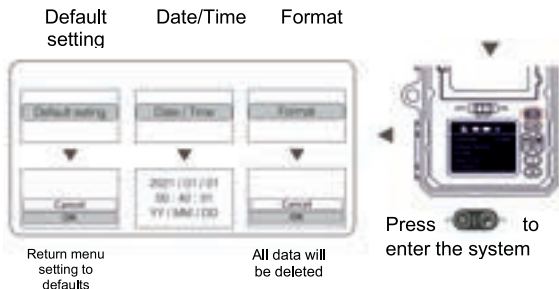 Default setting
Date/Time
Format
Default setting
Date / Time
Format
Cancel
OK
2021 / 01 / 01
00 : 40 : 01
YY / MM / DD
Cancel
OK
Return menu
setting to
defaults
All data will
be deleted
Press to
enter the system